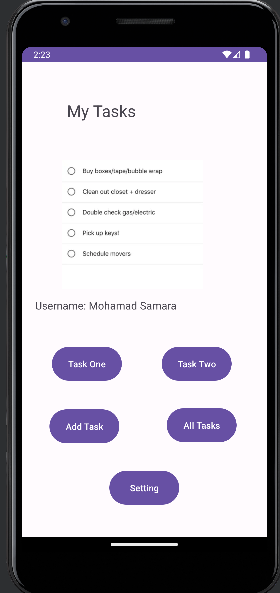 2:23
My Tasks
Buy boxes/tape/bubble wrap
Clean out closet + dresser
Double check gas/electric
Pick up keys!
Schedule movers
Username: Mohamad Samara
Task One
Task Two
Add Task
All Tasks
Setting